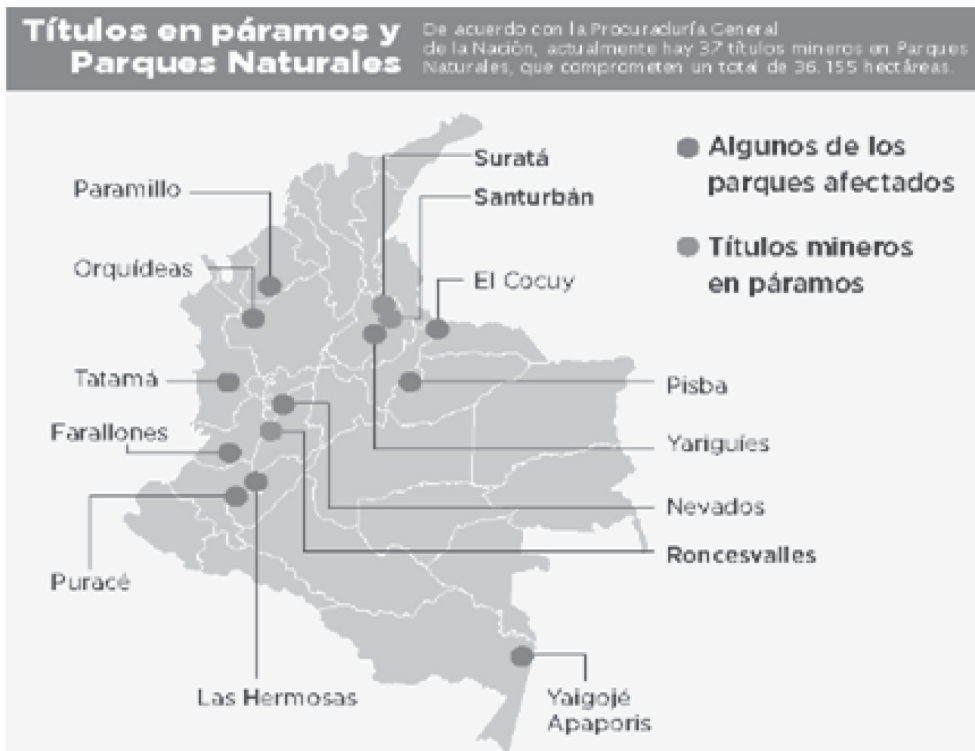 Títulos en páramos y
Parques Naturales
De acuerdo con la Procuraduría General
de la Nación, actualmente hay 37 títulos mineros en Parques
Naturales, que comprometen un total de 36.155 hectáreas.
Suratá
Santurbán
Algunos de los
parques afectados
Títulos mineros
en páramos
Paramillo
Orquídeas
El Cocuy
Tatamá
Pisba
Farallones
Yariguíes
Nevados
Roncesvalles
Puracé
Las Hermosas
Yaigojé
Apaporis